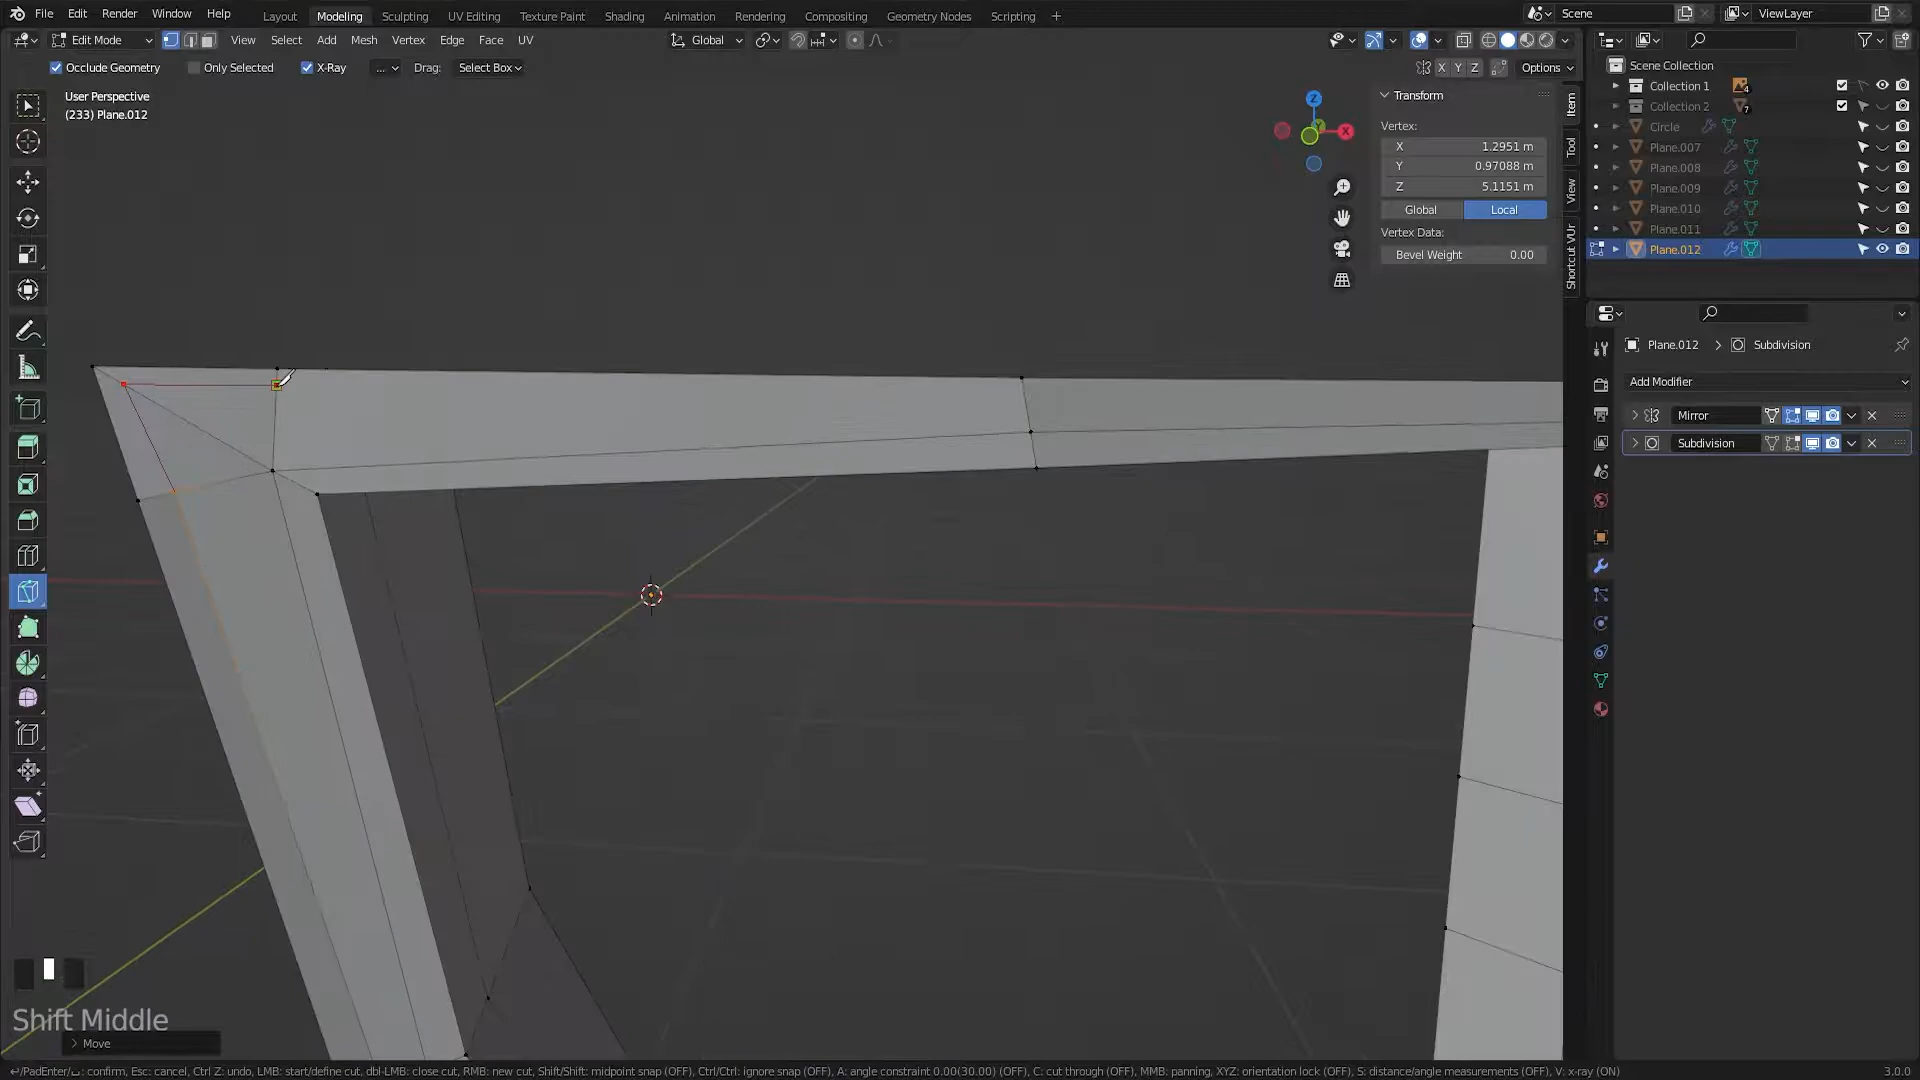 File Edit Render Window Help Layout Modeling Sculpting UV Editing Texture Paint Shading Animation Rendering Compositing Geometry Nodes Scripting + Scene ViewLayer
Edit Mode View Select Add Mesh Vertex Edge Face UV Global
Occlude Geometry Only Selected X-Ray ... Drag: Select Box X Y Z Options
User Perspective
(233) Plane.012
Z
X
Transform
Vertex:
X 1.2951 m
Y 0.97088 m
Z 5.1151 m
Global Local
Vertex Data:
Bevel Weight 0.00
Item
Tool
View
Shortcut VUr
Scene Collection
Collection 1 4
Collection 2 7
Circle
Plane.007
Plane.008
Plane.009
Plane.010
Plane.011
Plane.012
Plane.012 > Subdivision
Add Modifier
Mirror
Subdivision
Shift Middle
> Move
/PadEnter/: confirm, Esc: cancel, Ctrl Z: undo, LMB: start/define cut, dbl-LMB: close cut, RMB: new cut, Shift/Shift: midpoint snap (OFF), Ctrl/Ctrl: ignore snap (OFF), A: angle constraint 0.00(30.00) (OFF), C: cut through (OFF), MMB: panning, XYZ: orientation lock (OFF), S: distance/angle measurements (OFF), V: x-ray (ON)
3.0.0